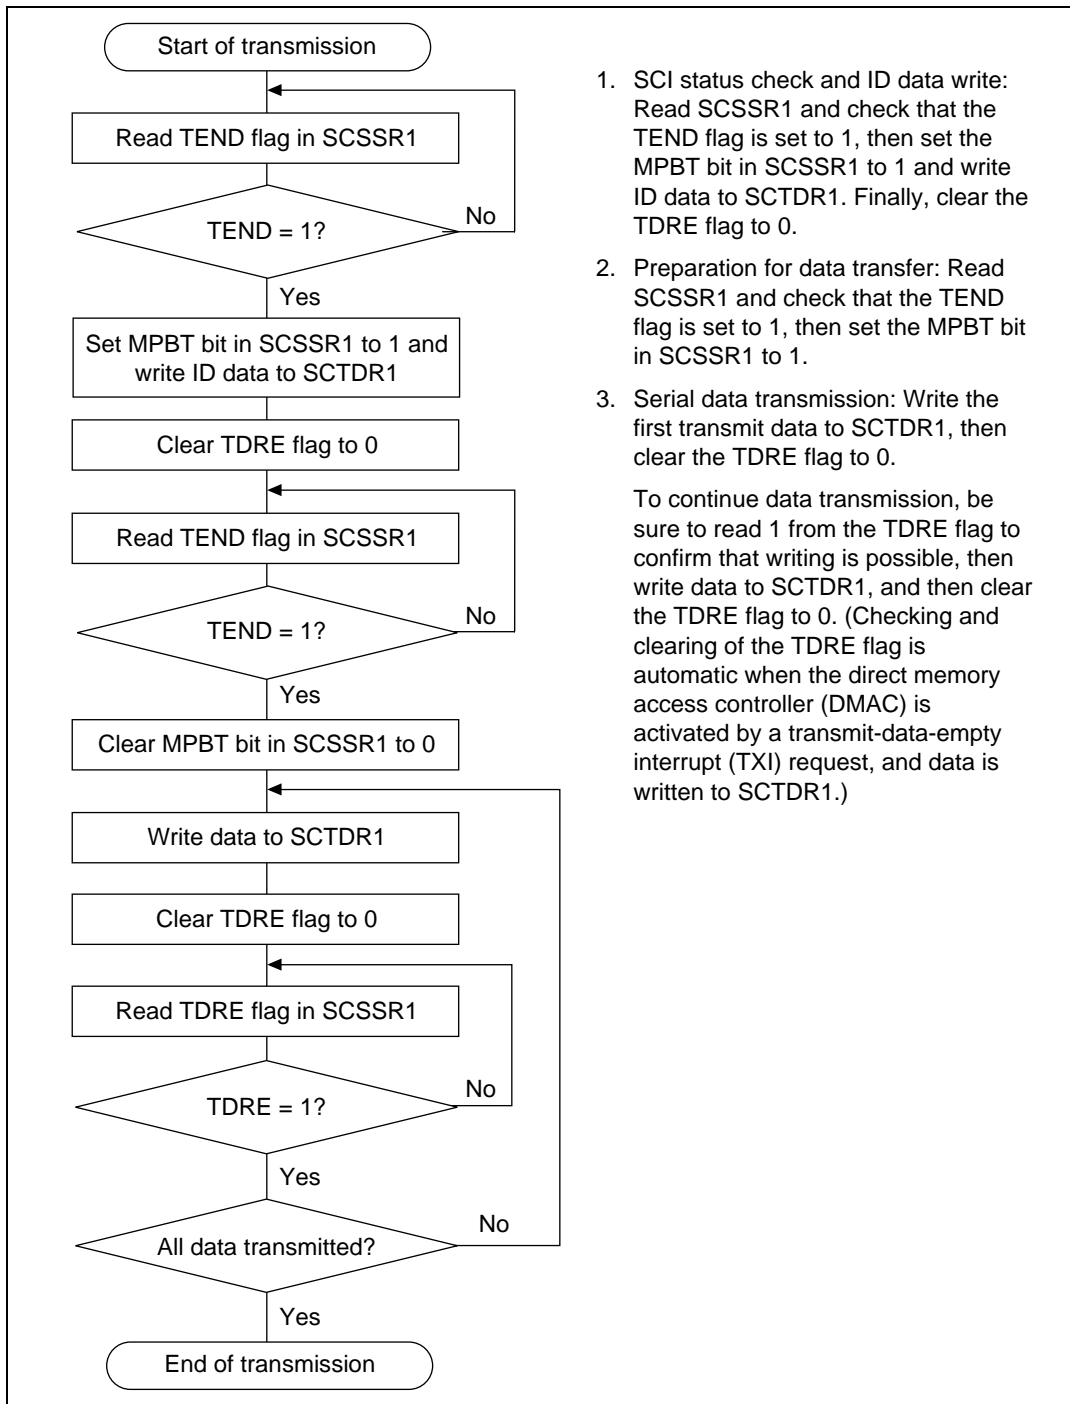 Start of transmission
Read TEND flag in SCSSR1
TEND = 1?
No
Yes
Set MPBT bit in SCSSR1 to 1 and
write ID data to SCTDR1
Clear TDRE flag to 0
Read TEND flag in SCSSR1
TEND = 1?
No
Yes
Clear MPBT bit in SCSSR1 to 0
Write data to SCTDR1
Clear TDRE flag to 0
Read TDRE flag in SCSSR1
TDRE = 1?
No
Yes
All data transmitted?
No
Yes
End of transmission
1. SCI status check and ID data write:
Read SCSSR1 and check that the
TEND flag is set to 1, then set the
MPBT bit in SCSSR1 to 1 and write
ID data to SCTDR1. Finally, clear the
TDRE flag to 0.
2. Preparation for data transfer: Read
SCSSR1 and check that the TEND
flag is set to 1, then set the MPBT bit
in SCSSR1 to 1.
3. Serial data transmission: Write the
first transmit data to SCTDR1, then
clear the TDRE flag to 0.
To continue data transmission, be
sure to read 1 from the TDRE flag to
confirm that writing is possible, then
write data to SCTDR1, and then clear
the TDRE flag to 0. (Checking and
clearing of the TDRE flag is
automatic when the direct memory
access controller (DMAC) is
activated by a transmit-data-empty
interrupt (TXI) request, and data is
written to SCTDR1.)